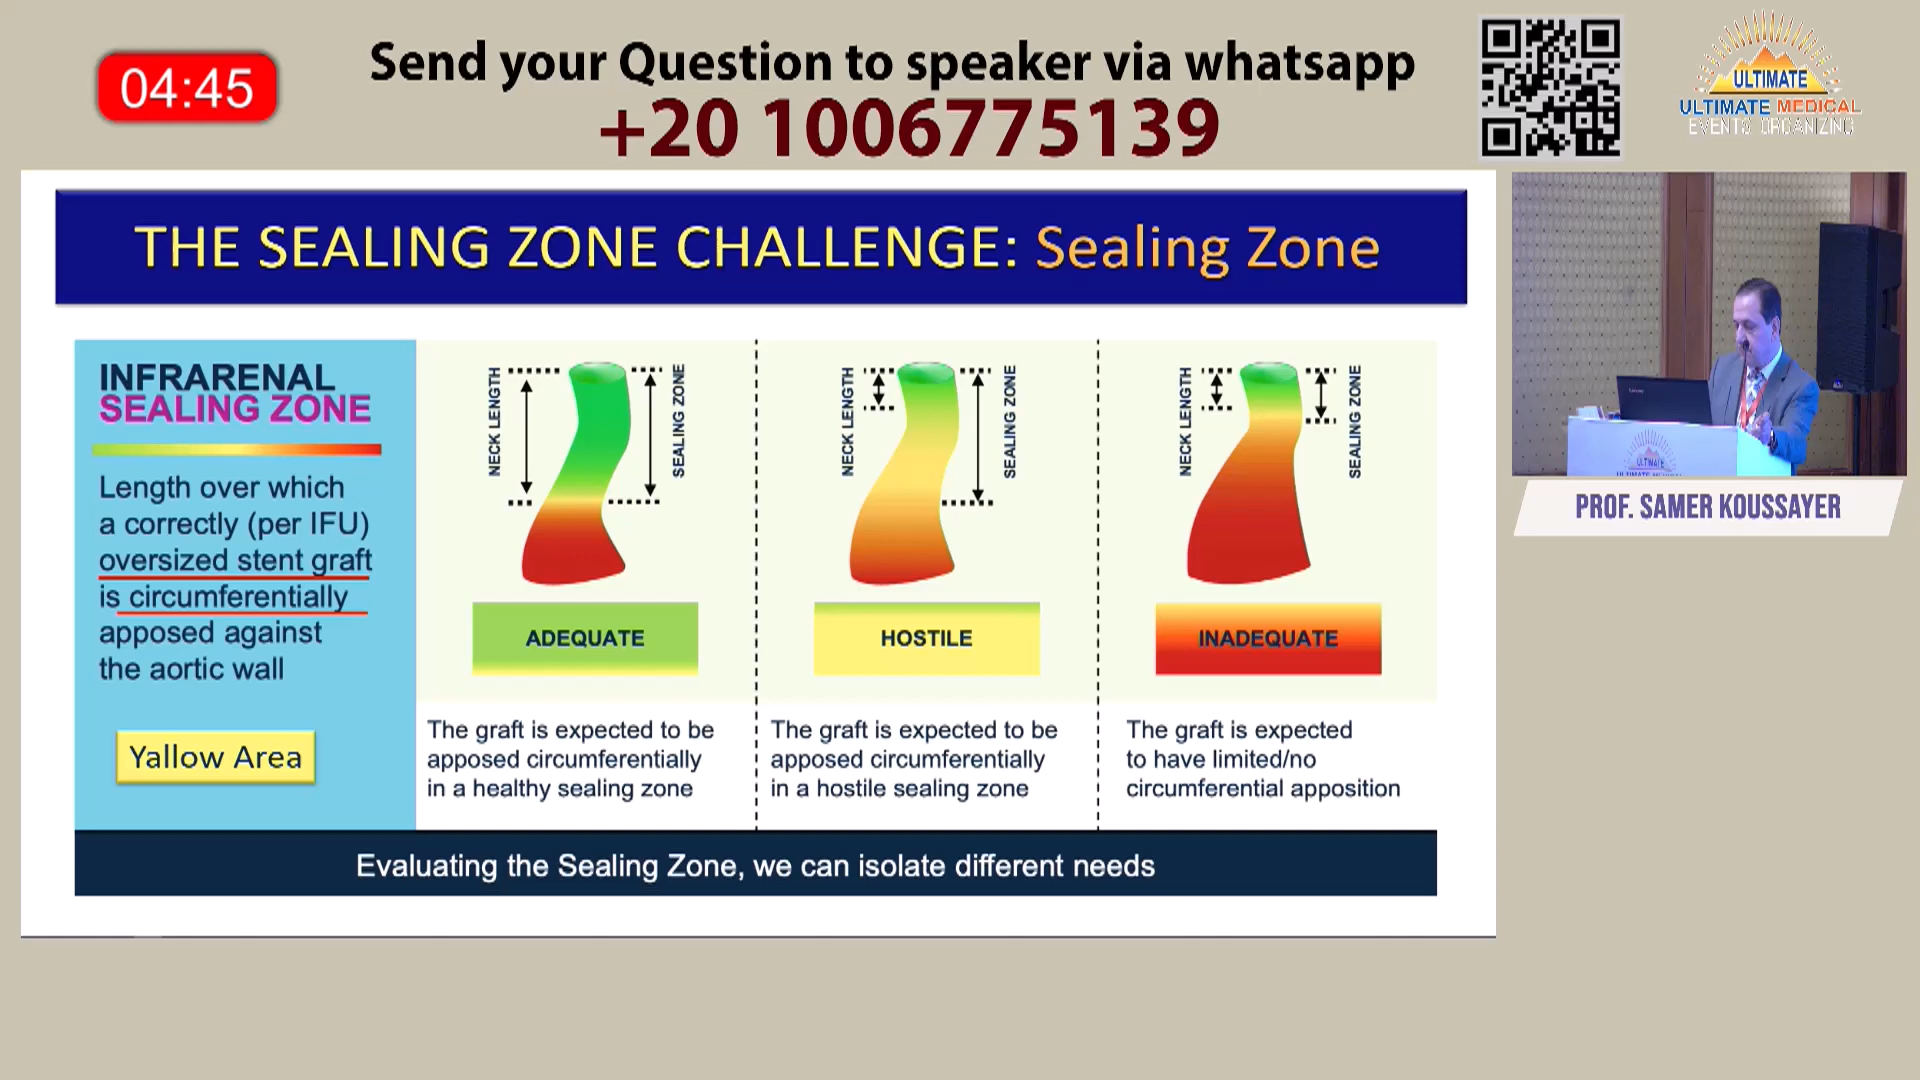 04:45
Send your Question to speaker via whatsapp
+20 1006775139
ULTIMATE
ULTIMATE MEDICAL
EVENTS ORGANIZING
THE SEALING ZONE CHALLENGE: Sealing Zone
INFRARENAL
SEALING ZONE
Length over which
a correctly (per IFU)
oversized stent graft
is circumferentially
apposed against
the aortic wall
Yallow Area
NECK LENGTH
SEALING ZONE
ADEQUATE
The graft is expected to be
apposed circumferentially
in a healthy sealing zone
NECK LENGTH
SEALING ZONE
HOSTILE
The graft is expected to be
apposed circumferentially
in a hostile sealing zone
NECK LENGTH
SEALING ZONE
INADEQUATE
The graft is expected
to have limited/no
circumferential apposition
Evaluating the Sealing Zone, we can isolate different needs
ULTIMATE
PROF. SAMER KOUSSAYER